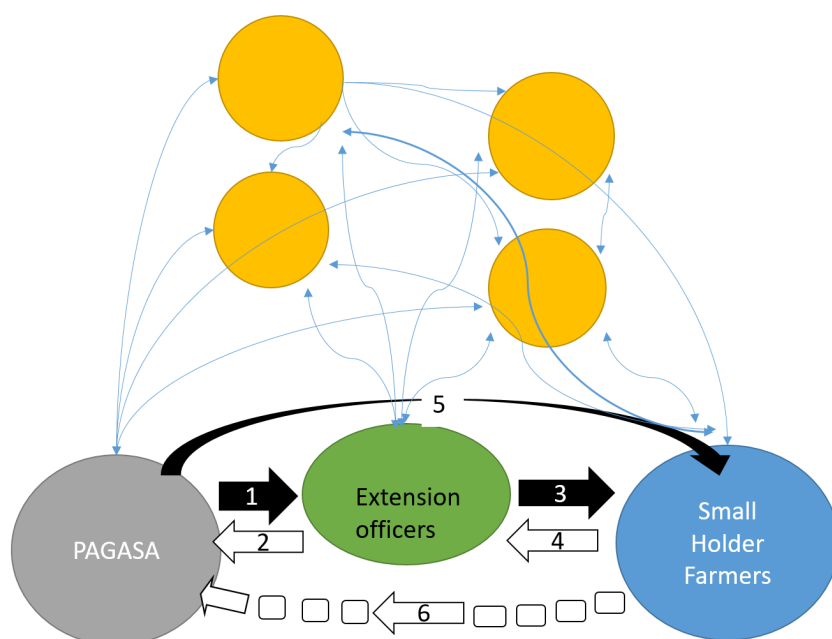 5
1
Extension
officers
3
Small
Holder
Farmers
PAGASA
2
4
6